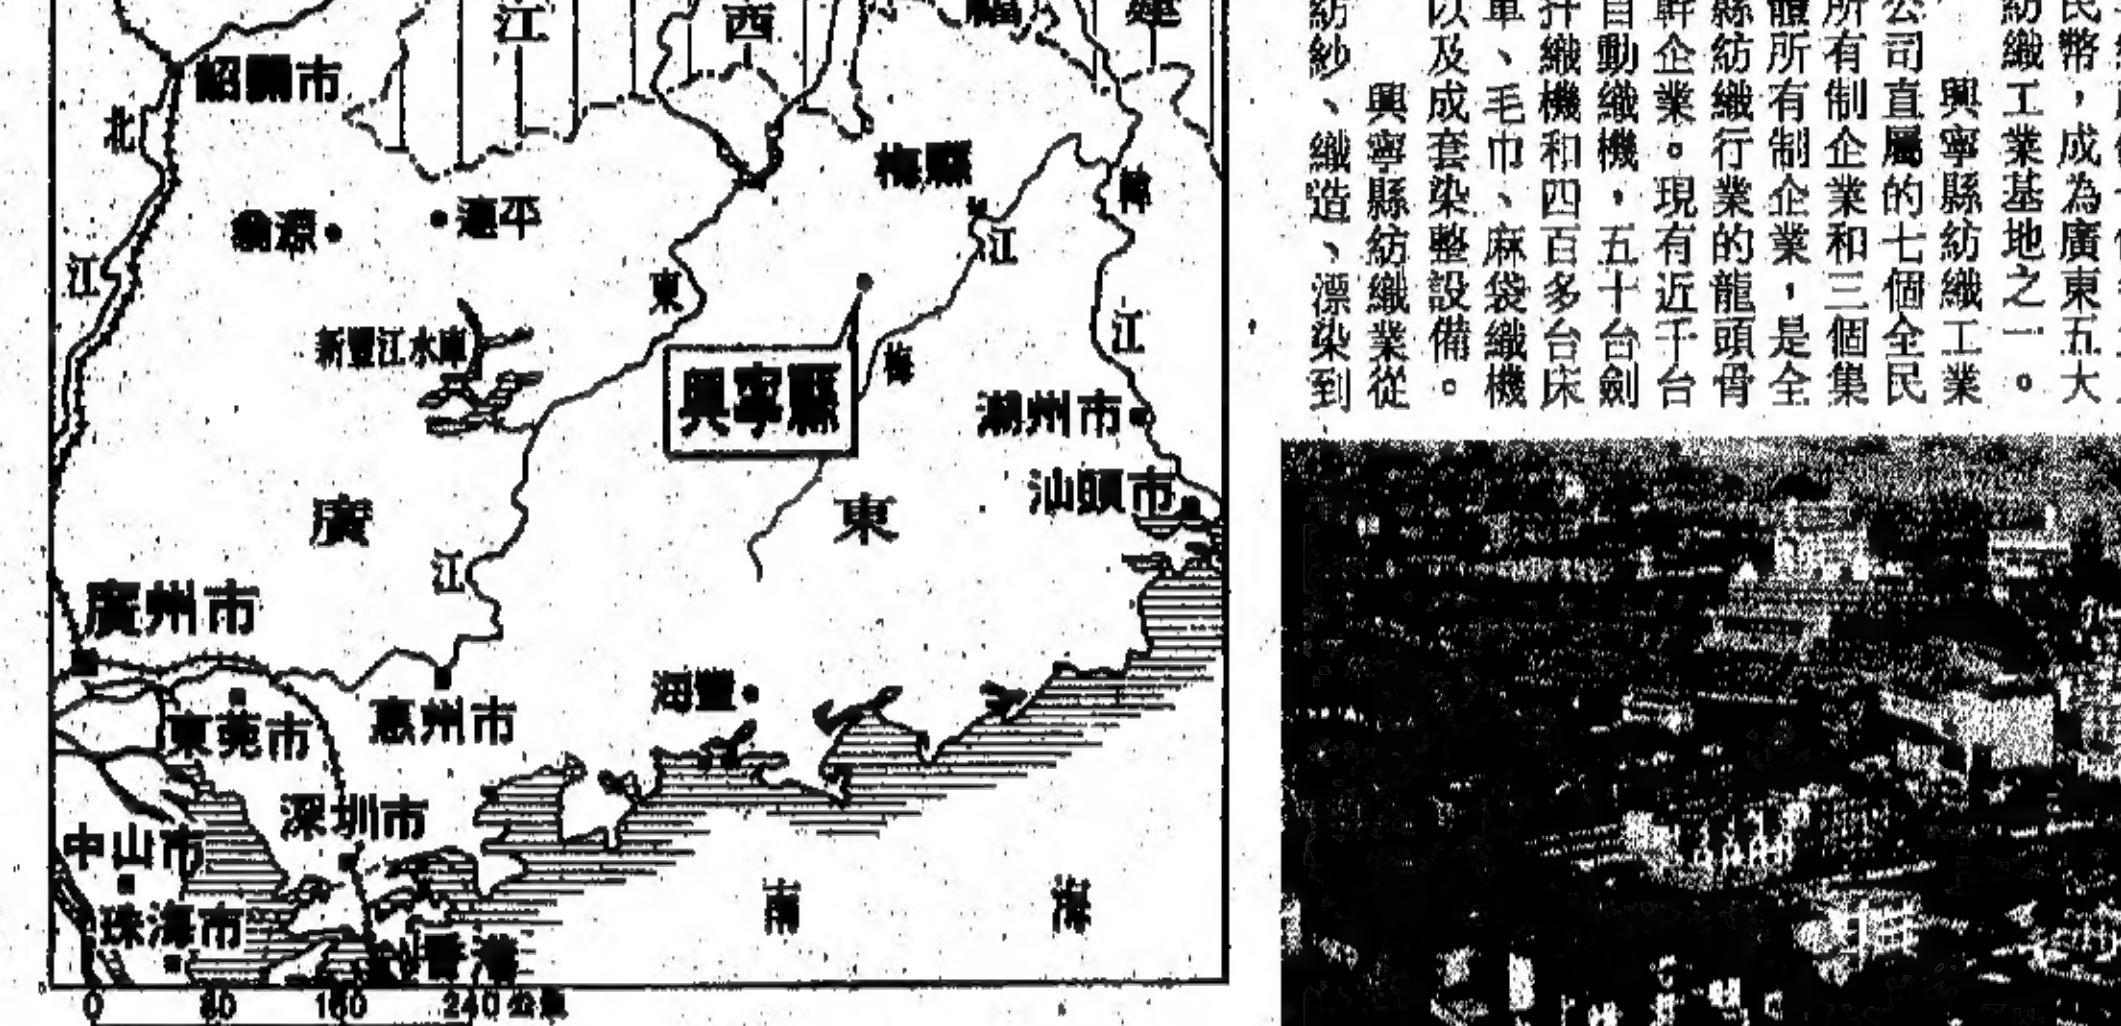 江
西
福
建
韶關市
北
江
翁源
連平
梅縣
韓
江
江
東
新豐江水庫
興寧縣
梅
潮州市
汕頭市
廣
東
江
廣州市
東莞市
惠州市
海豐
深圳市
中山市
珠海市
香港
南
海
0 80 160 240 公里
民幣，成為廣東五大
紡織工業基地之一。
興寧縣紡織工業
公司直屬的七個全民
所有制企業和三個集
體所有制企業，是全
縣紡織行業的龍頭骨
幹企業。現有近千台
自動織機，五十台劍
杆織機和四百多台床
單、毛巾、麻袋織機
以及成套染整設備。
興寧縣紡織業從
紡紗、織造、漂染到